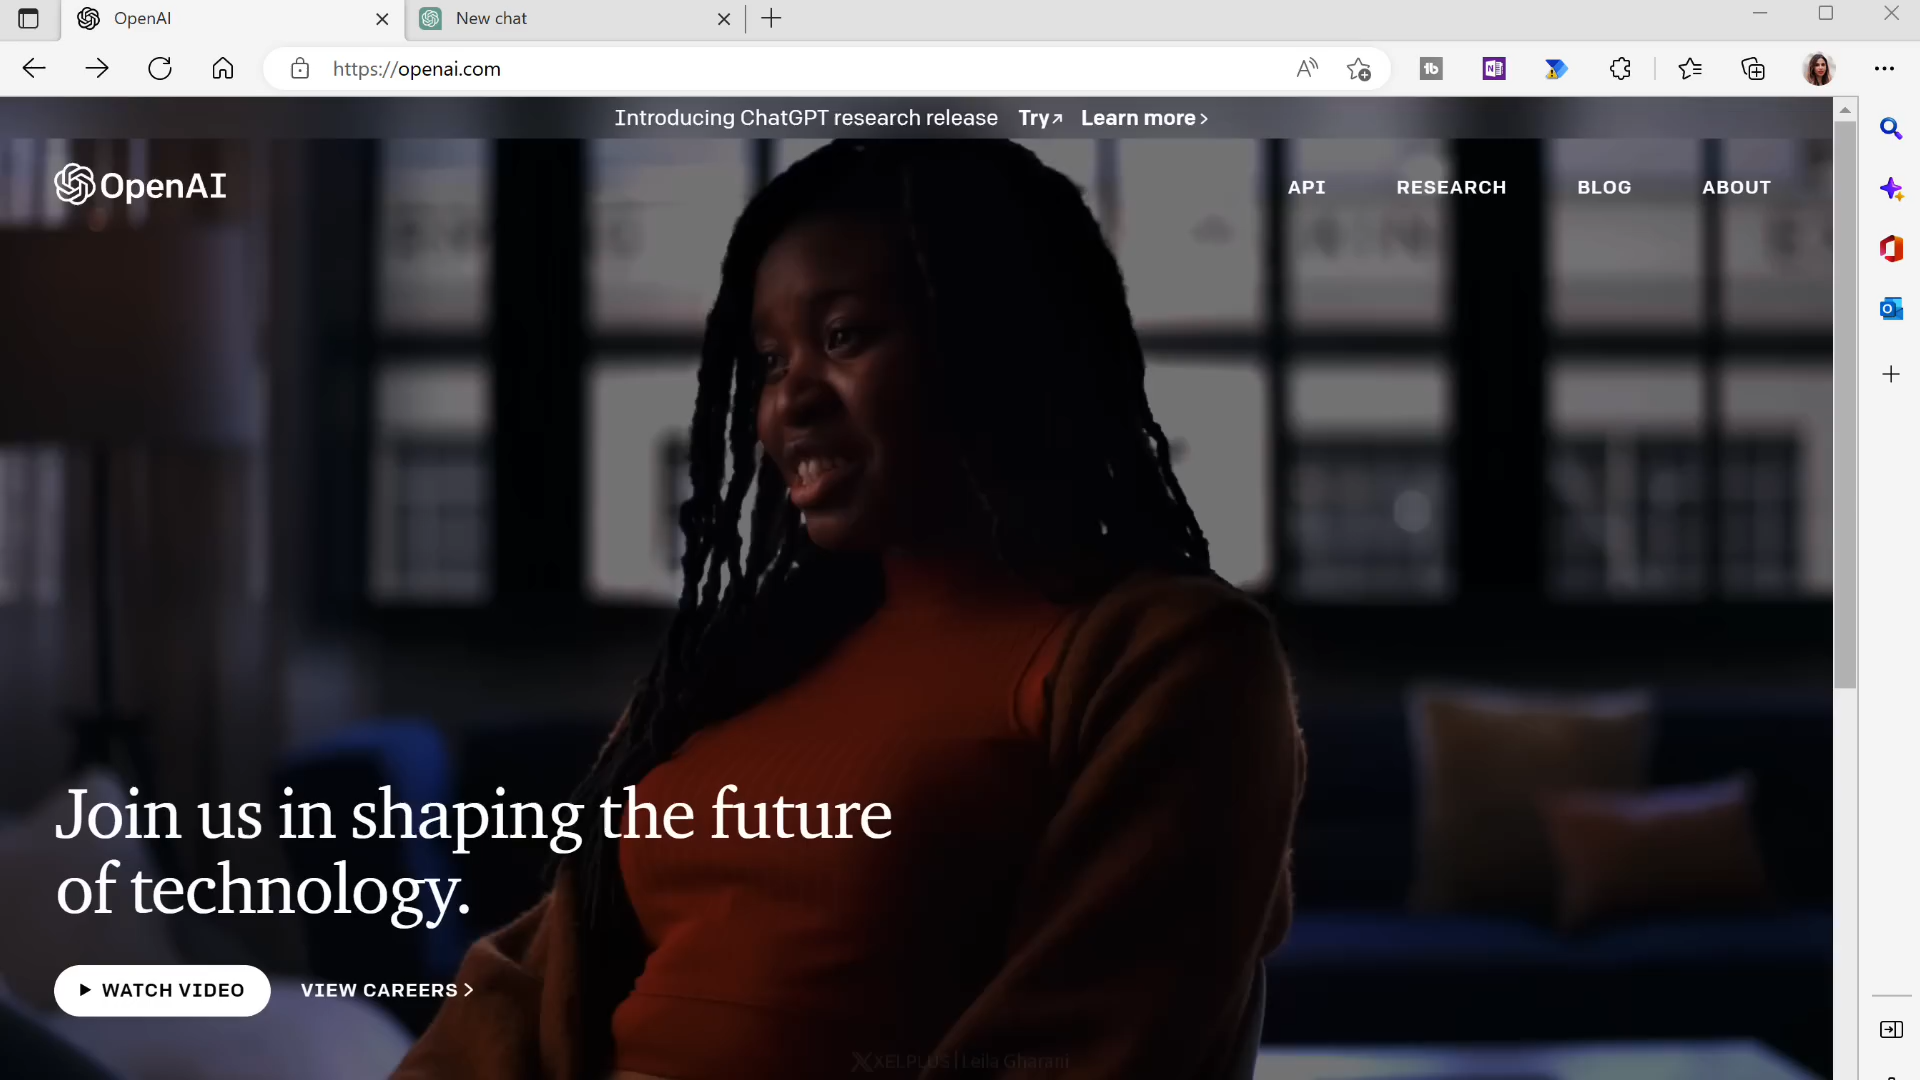 OpenAI
New chat
https://openai.com
Introducing ChatGPT research release Try↗ Learn more >
OpenAI
API RESEARCH BLOG ABOUT
Join us in shaping the future
of technology.
WATCH VIDEO
VIEW CAREERS >
XELPLUS | Leila Gharani